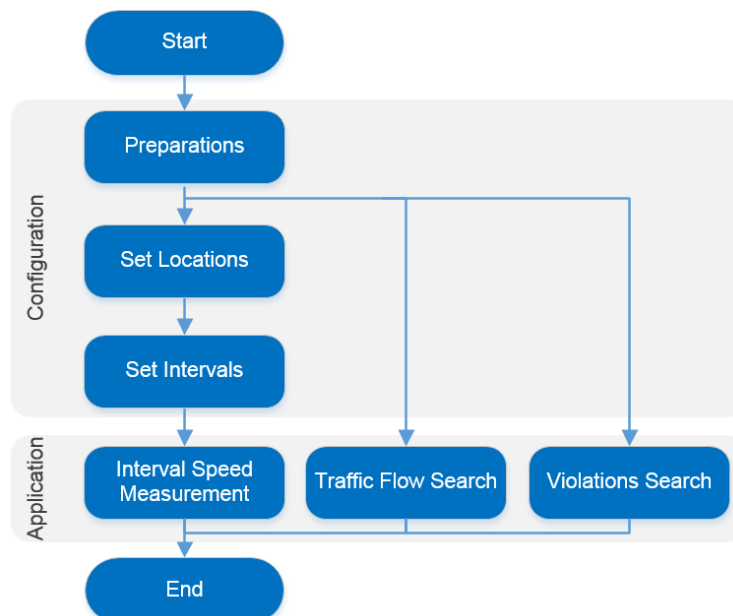 Start
Configuration
Preparations
Set Locations
Set Intervals
Application
Interval Speed
Measurement
Traffic Flow Search
Violations Search
End